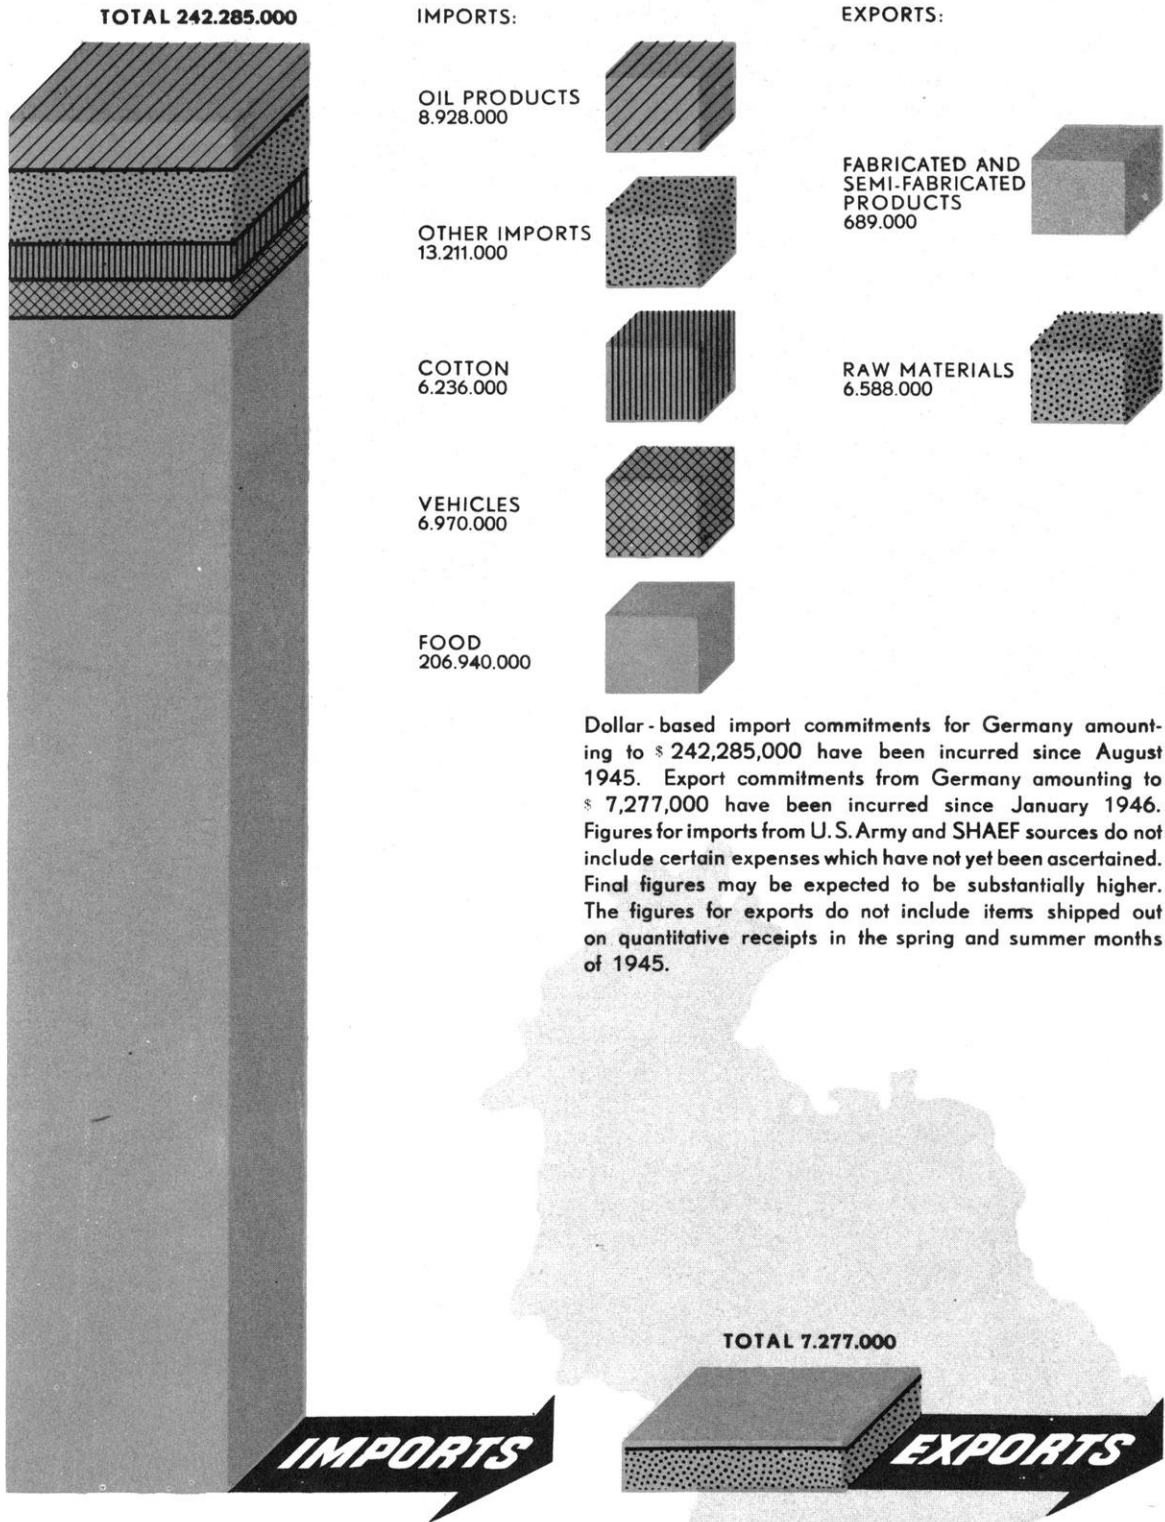 TOTAL 242.285.000
IMPORTS:
OIL PRODUCTS
8.928.000
OTHER IMPORTS
13.211.000
COTTON
6.236.000
VEHICLES
6.970.000
FOOD
206.940.000
EXPORTS:
FABRICATED AND
SEMI-FABRICATED
PRODUCTS
689.000
RAW MATERIALS
6.588.000
Dollar-based import commitments for Germany amount-
ing to $ 242,285,000 have been incurred since August
1945. Export commitments from Germany amounting to
$ 7,277,000 have been incurred since January 1946.
Figures for imports from U.S. Army and SHAEF sources do not
include certain expenses which have not yet been ascertained.
Final figures may be expected to be substantially higher.
The figures for exports do not include items shipped out
on quantitative receipts in the spring and summer months
of 1945.
TOTAL 7.277.000
IMPORTS
EXPORTS